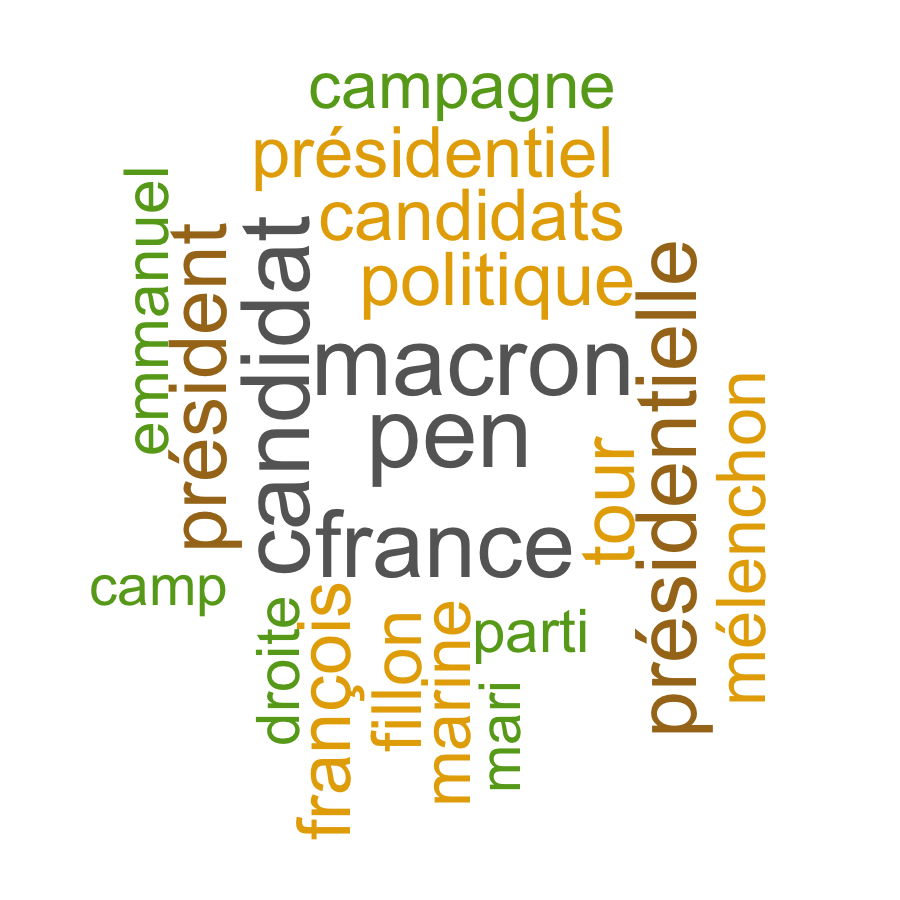 campagne
présidentiel
candidats
politique
emmanuel
président
candidat
macron
pen
france
tour
présidentielle
mélenchon
camp
droite
françois
fillon
marine
parti
mari